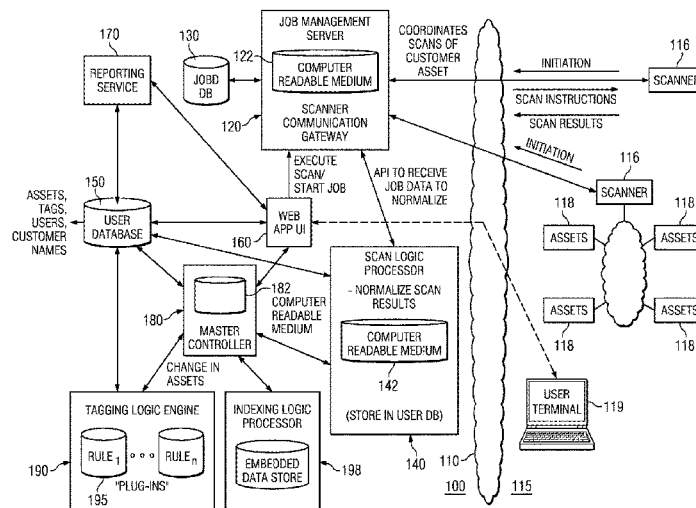 170
REPORTING
SERVICE
130
JOBD
DB
JOB MANAGEMENT
SERVER
122
COMPUTER
READABLE MEDIUM
120
SCANNER
COMMUNICATION
GATEWAY
COORDINATES
SCANS OF
CUSTOMER
ASSET
INITIATION
116
SCANNER
SCAN INSTRUCTIONS
SCAN RESULTS
INITIATION
116
SCANNER
118
ASSETS
118
ASSETS
ASSETS
118
ASSETS
118
EXECUTE
SCAN/
START JOB
API TO RECEIVE
JOB DATA TO
NORMALIZE
150
ASSETS,
TAGS,
USERS,
CUSTOMER
NAMES
USER
DATABASE
WEB
APP UI
160
182
COMPUTER
READABLE
MEDIUM
180
MASTER
CONTROLLER
SCAN LOGIC
PROCESSOR
- NORMALIZE SCAN
RESULTS
COMPUTER
READABLE MEDIUM
142
(STORE IN USER DB)
140
CHANGE IN
ASSETS
TAGGING LOGIC ENGINE
190
RULE1
RULEn
195
"PLUG-INS"
INDEXING LOGIC
PROCESSOR
EMBEDDED
DATA STORE
198
110
100
115
USER
TERMINAL
119